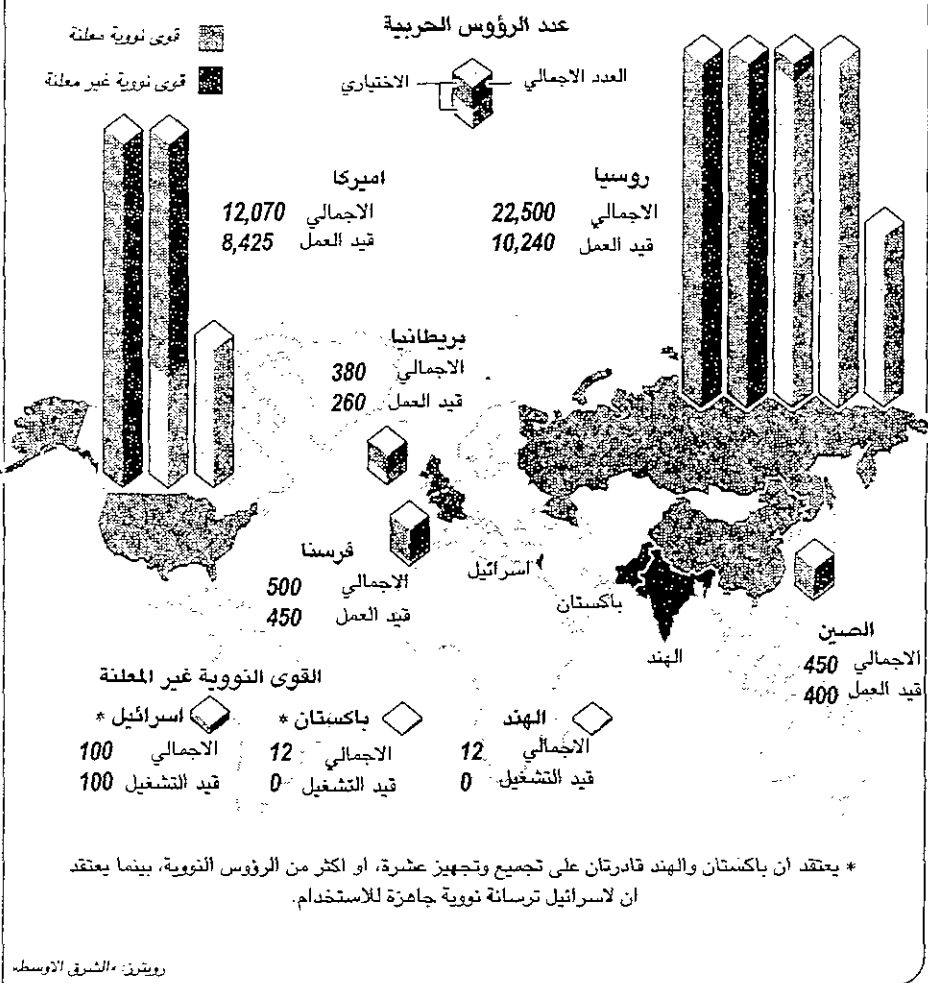 عدد الرؤوس الحربية
قوى نووية معلنة
قوى نووية غير معلنة
العدد الاجمالي
الاختياري
روسيا
الاجمالي 22,500
قيد العمل 10,240
اميركا
الاجمالي 12,070
قيد العمل 8,425
بريطانيا
الاجمالي 380
قيد العمل 260
فرسنا
الاجمالي 500
قيد العمل 450
اسرائيل
باكستان
الهند
الصين
الاجمالي 450
قيد العمل 400
القوى النووية غير المعلنة
الهند
الاجمالي 12
قيد التشغيل 0
باكستان *
الاجمالي 12
قيد التشغيل 0
اسرائيل *
الاجمالي 100
قيد التشغيل 100
* يعتقد ان باكستان والهند قادرتان على تجميع وتجهيز عشرة، او اكثر من الرؤوس النووية، بينما يعتقد
ان لاسرائيل ترسانة نووية جاهزة للاستخدام.
رويترز: «الشرق الاوسط»